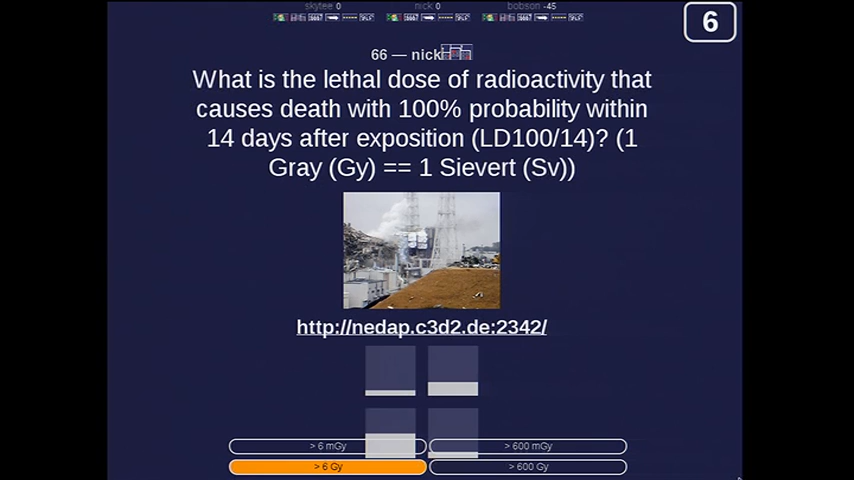 skytee 0 nick 0 bobson -45
6
66 — nick
What is the lethal dose of radioactivity that
causes death with 100% probability within
14 days after exposition (LD100/14)? (1
Gray (Gy) == 1 Sievert (Sv))
http://nedap.c3d2.de:2342/
> 6 mGy > 600 mGy
> 6 Gy > 600 Gy